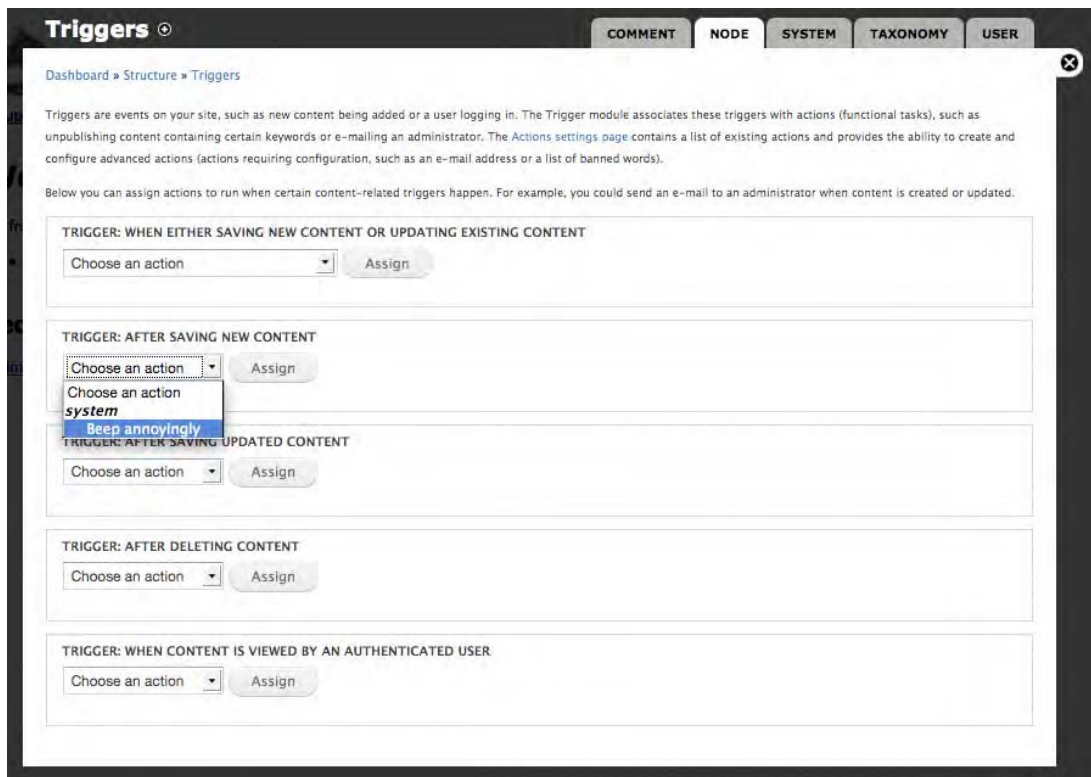 Triggers
COMMENT NODE SYSTEM TAXONOMY USER
Dashboard » Structure » Triggers
Triggers are events on your site, such as new content being added or a user logging in. The Trigger module associates these triggers with actions (functional tasks), such as
unpublishing content containing certain keywords or e-mailing an administrator. The Actions settings page contains a list of existing actions and provides the ability to create and
configure advanced actions (actions requiring configuration, such as an e-mail address or a list of banned words).
Below you can assign actions to run when certain content-related triggers happen. For example, you could send an e-mail to an administrator when content is created or updated.
TRIGGER: WHEN EITHER SAVING NEW CONTENT OR UPDATING EXISTING CONTENT
Choose an action Assign
TRIGGER: AFTER SAVING NEW CONTENT
Choose an action Assign
Choose an action
system
Beep annoyingly
TRIGGER: AFTER SAVING UPDATED CONTENT
Choose an action Assign
TRIGGER: AFTER DELETING CONTENT
Choose an action Assign
TRIGGER: WHEN CONTENT IS VIEWED BY AN AUTHENTICATED USER
Choose an action Assign